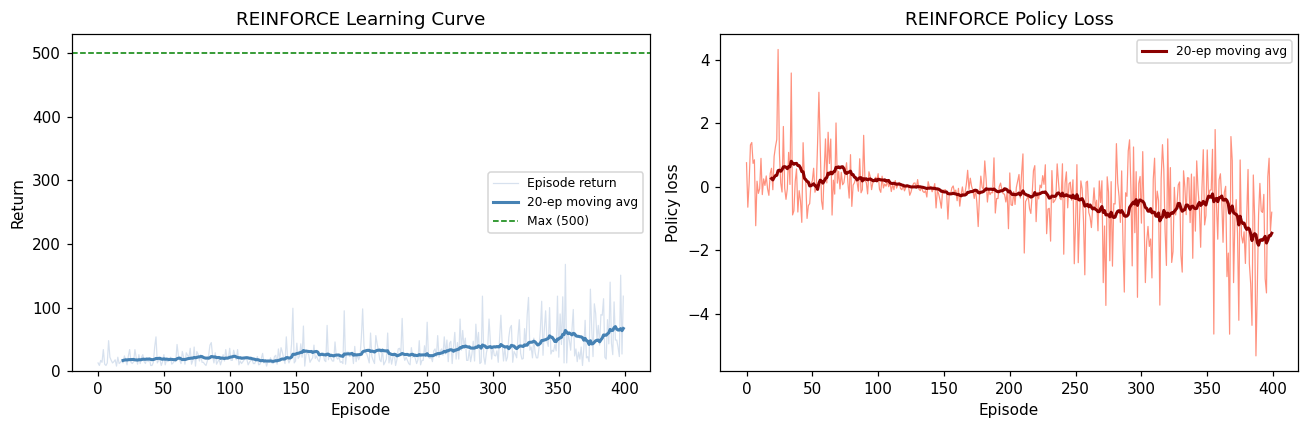 REINFORCE Learning Curve
500
400
300
200
100
0
Return
Episode return
20-ep moving avg
Max (500)
0 50 100 150 200 250 300 350 400
Episode
REINFORCE Policy Loss
4
2
0
−2
−4
Policy loss
20-ep moving avg
0 50 100 150 200 250 300 350 400
Episode